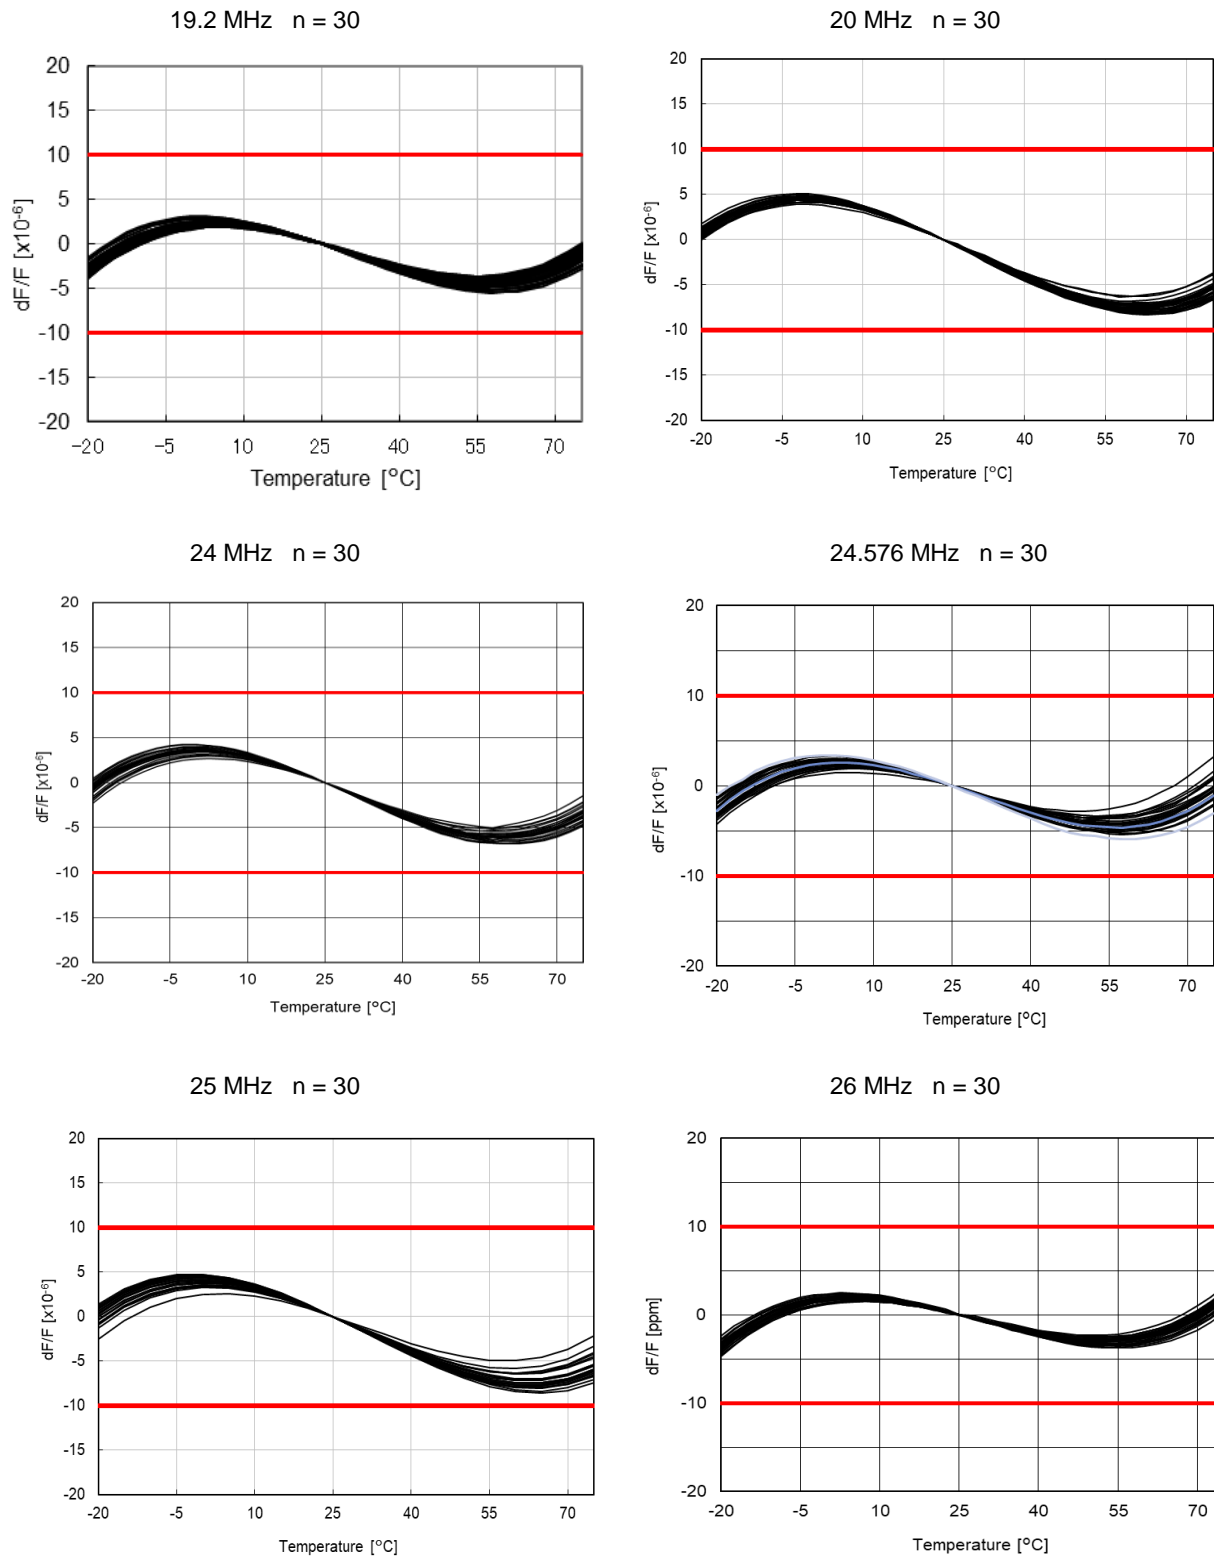 19.2 MHz n = 30
20
15
10
5
0
-5
-10
-15
-20
dF/F [x10-6]
-20 -5 10 25 40 55 70
Temperature [°C]
20 MHz n = 30
20
15
10
5
0
-5
-10
-15
-20
dF/F [x10-6]
-20 -5 10 25 40 55 70
Temperature [°C]
24 MHz n = 30
20
15
10
5
0
-5
-10
-15
-20
dF/F [x10-6]
-20 -5 10 25 40 55 70
Temperature [°C]
24.576 MHz n = 30
20
10
0
-10
-20
dF/F [x10-6]
-20 -5 10 25 40 55 70
Temperature [°C]
25 MHz n = 30
20
15
10
5
0
-5
-10
-15
-20
dF/F [x10-6]
-20 -5 10 25 40 55 70
Temperature [°C]
26 MHz n = 30
20
10
0
-10
-20
dF/F [ppm]
-20 -5 10 25 40 55 70
Temperature [°C]